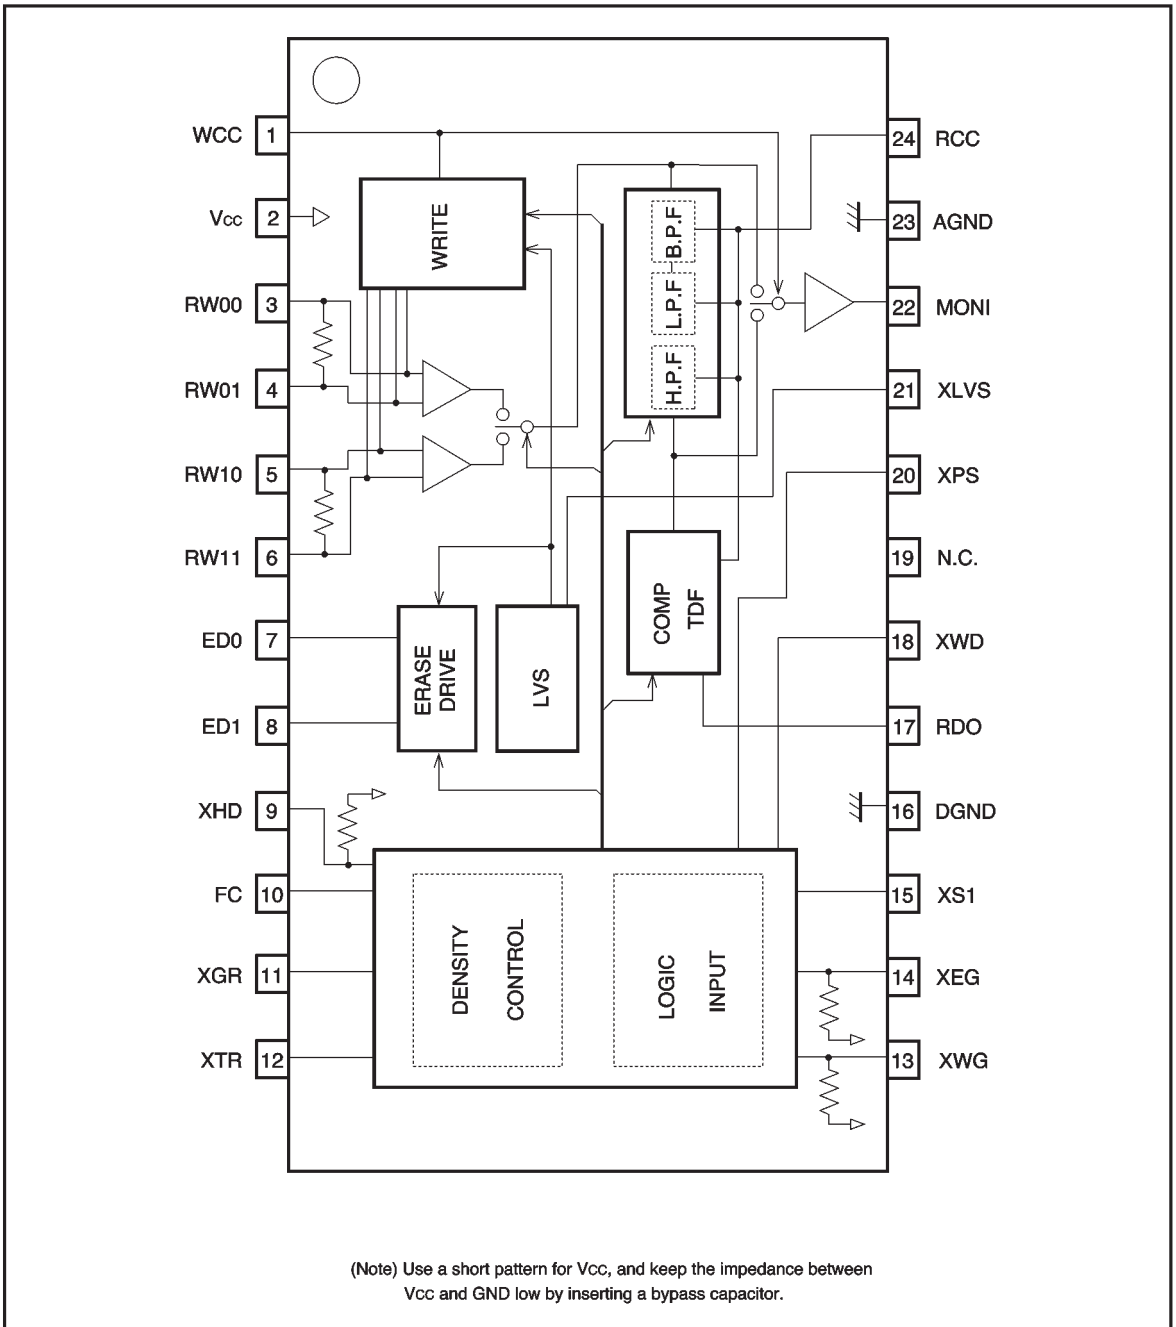 WCC 1
Vcc 2
RW00 3
RW01 4
RW10 5
RW11 6
ED0 7
ED1 8
XHD 9
FC 10
XGR 11
XTR 12
24 RCC
23 AGND
22 MONI
21 XLVS
20 XPS
19 N.C.
18 XWD
17 RDO
16 DGND
15 XS1
14 XEG
13 XWG
WRITE
B.P.F
L.P.F
H.P.F
COMP
TDF
ERASE
DRIVE
LVS
DENSITY
CONTROL
LOGIC
INPUT
(Note) Use a short pattern for Vcc, and keep the impedance between
Vcc and GND low by inserting a bypass capacitor.